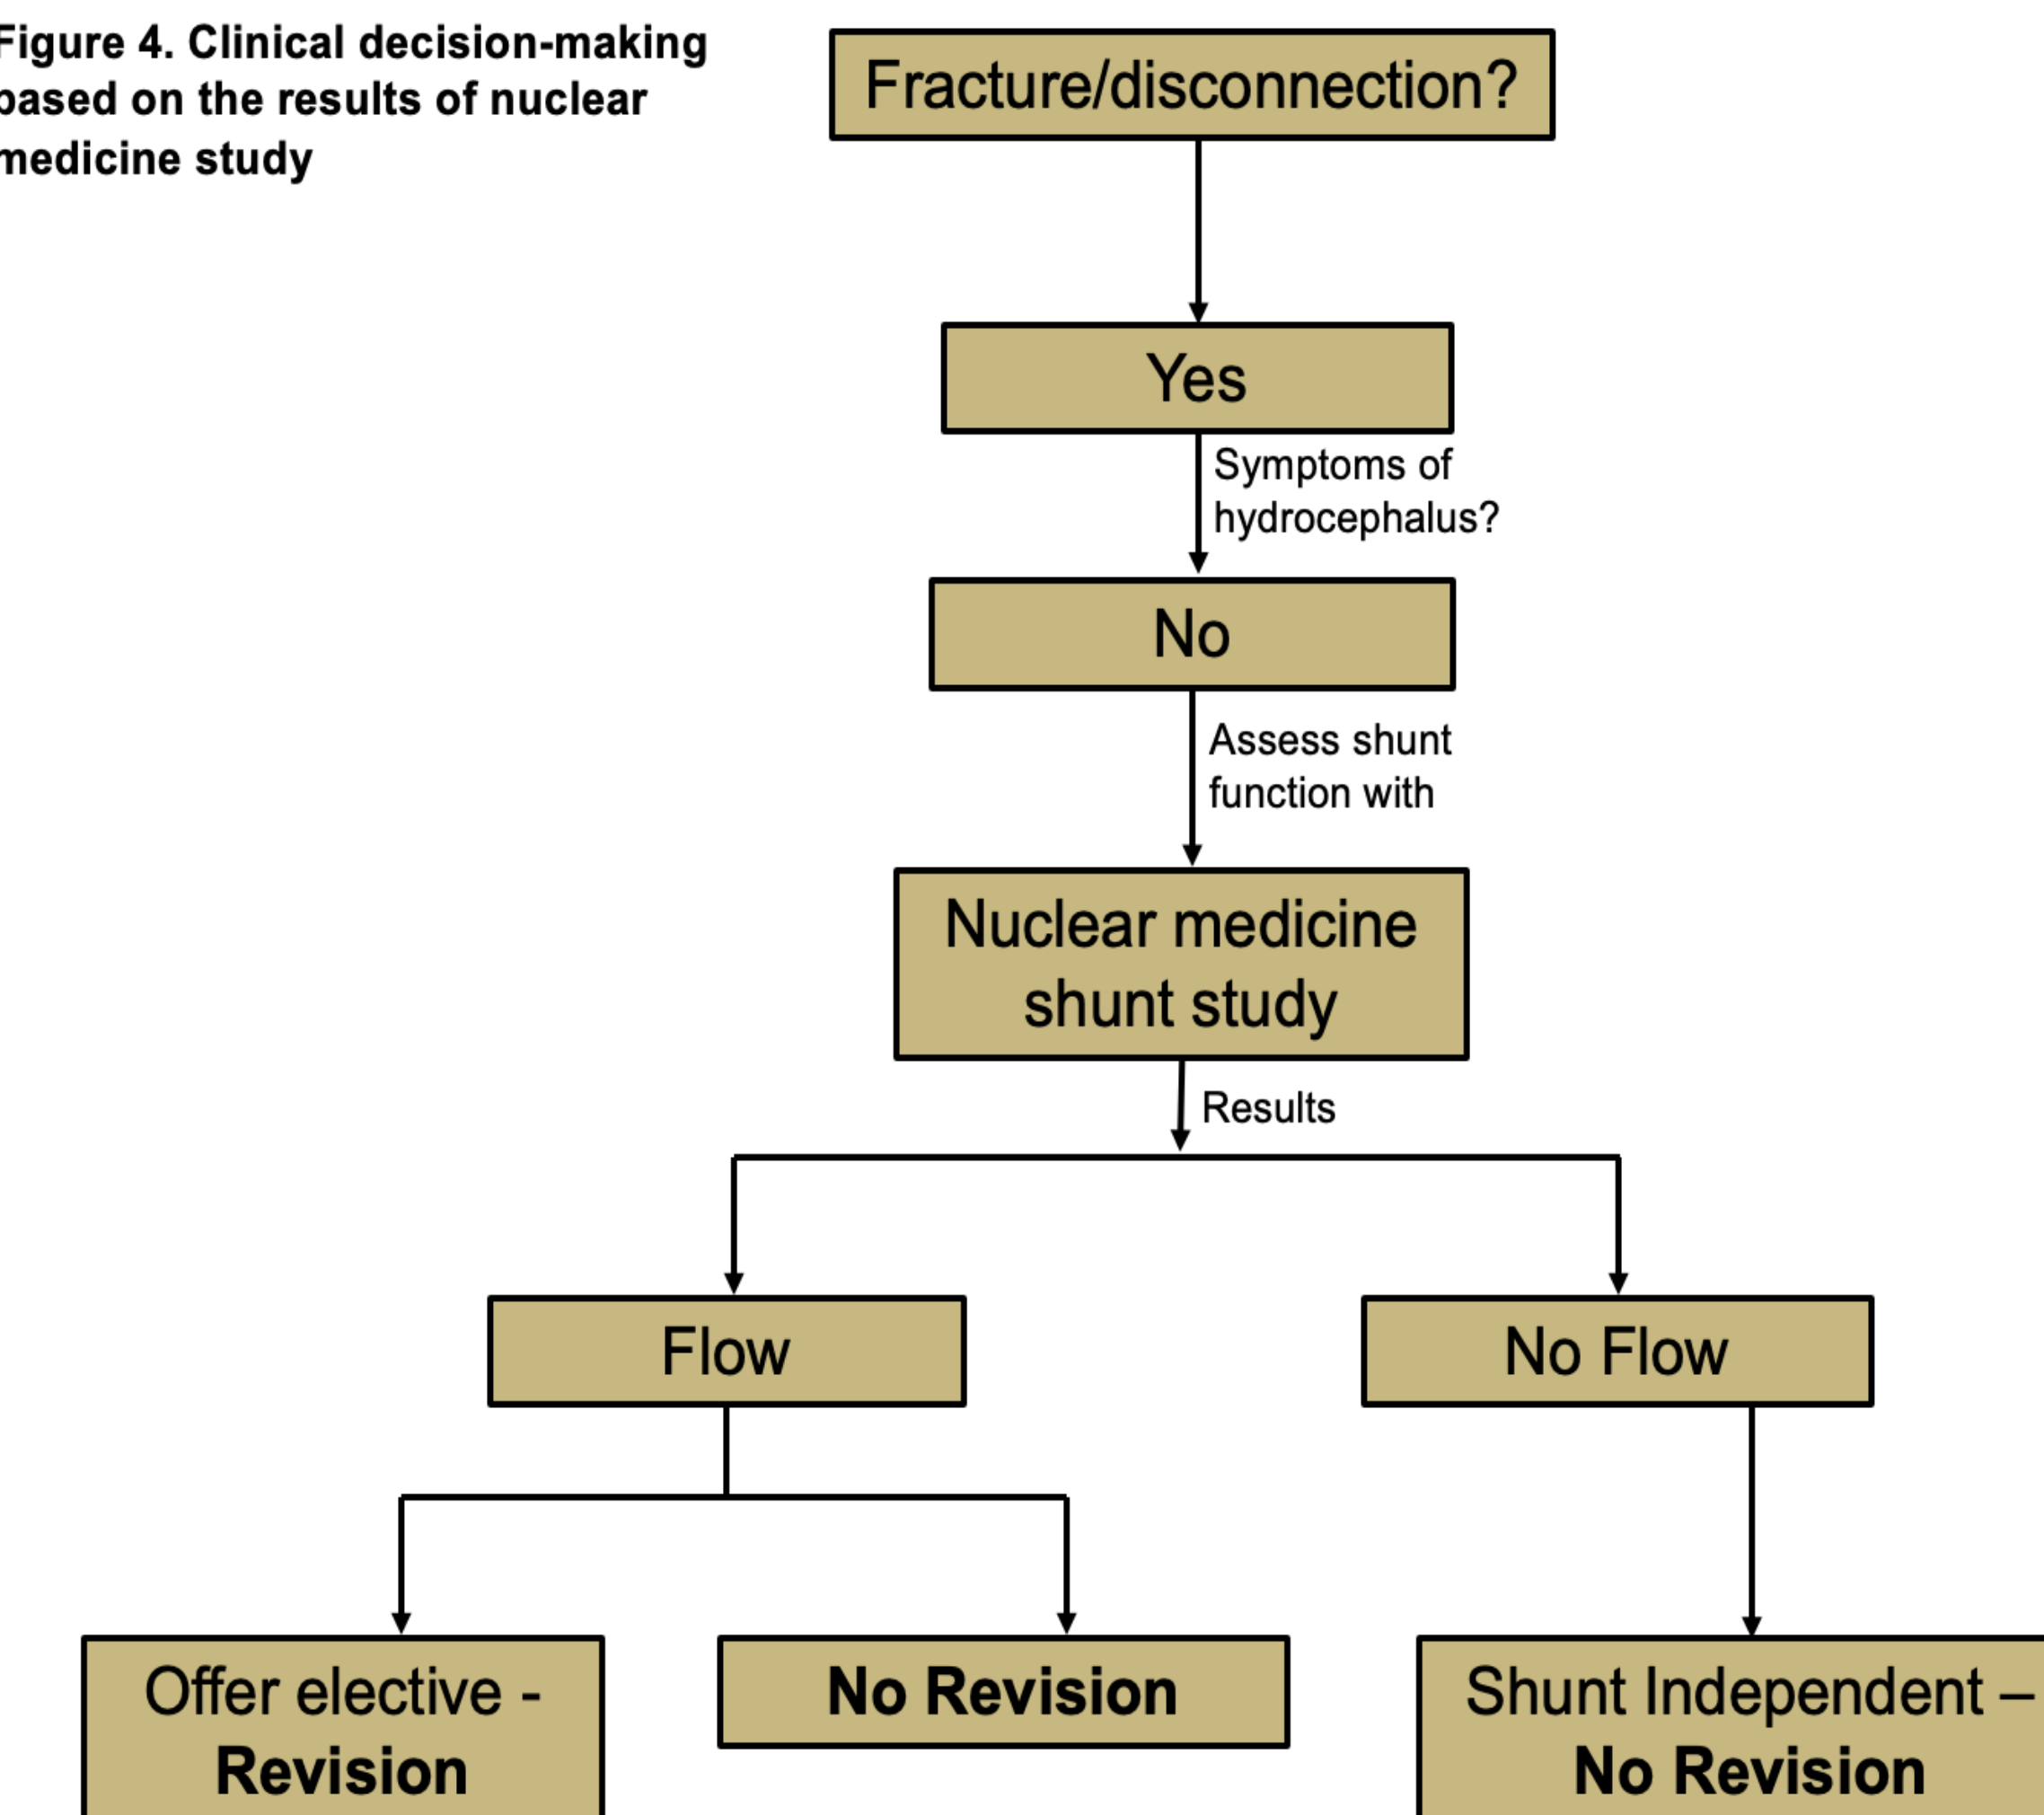 Figure 4. Clinical decision-making
based on the results of nuclear
medicine study
Fracture/disconnection?
Yes
Symptoms of
hydrocephalus?
No
Assess shunt
function with
Nuclear medicine
shunt study
Results
Flow
No Flow
Offer elective -
Revision
No Revision
Shunt Independent –
No Revision